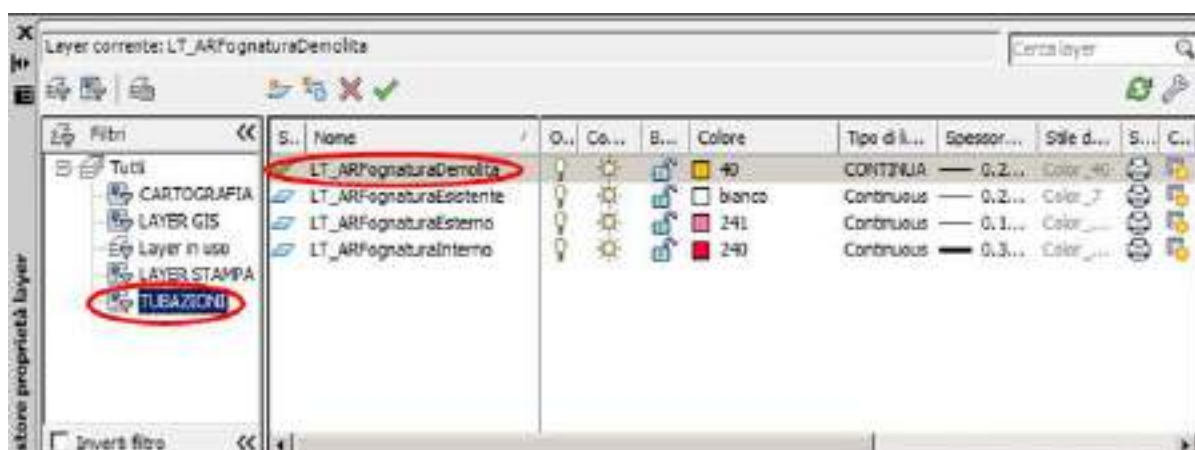 Layer corrente: LT_ARFognaturaDemolita
Cerca layer
Filtri
S.. Nome O.. Co... B... Colore Tipo di li... Spessor... Stile d... S... C...
Tutti
CARTOGRAFIA
LAYER GIS
Layer in uso
LAYER STAMPA
TUBAZIONI
LT_ARFognaturaDemolita 40 CONTINUA 0.2... Color_40
LT_ARFognaturaEsistente bianco Continuous 0.2... Color_7
LT_ARFognaturaEsterno 241 Continuous 0.1... Color_...
LT_ARFognaturaInterno 240 Continuous 0.3... Color_...
Inverti filtro
store proprietà layer